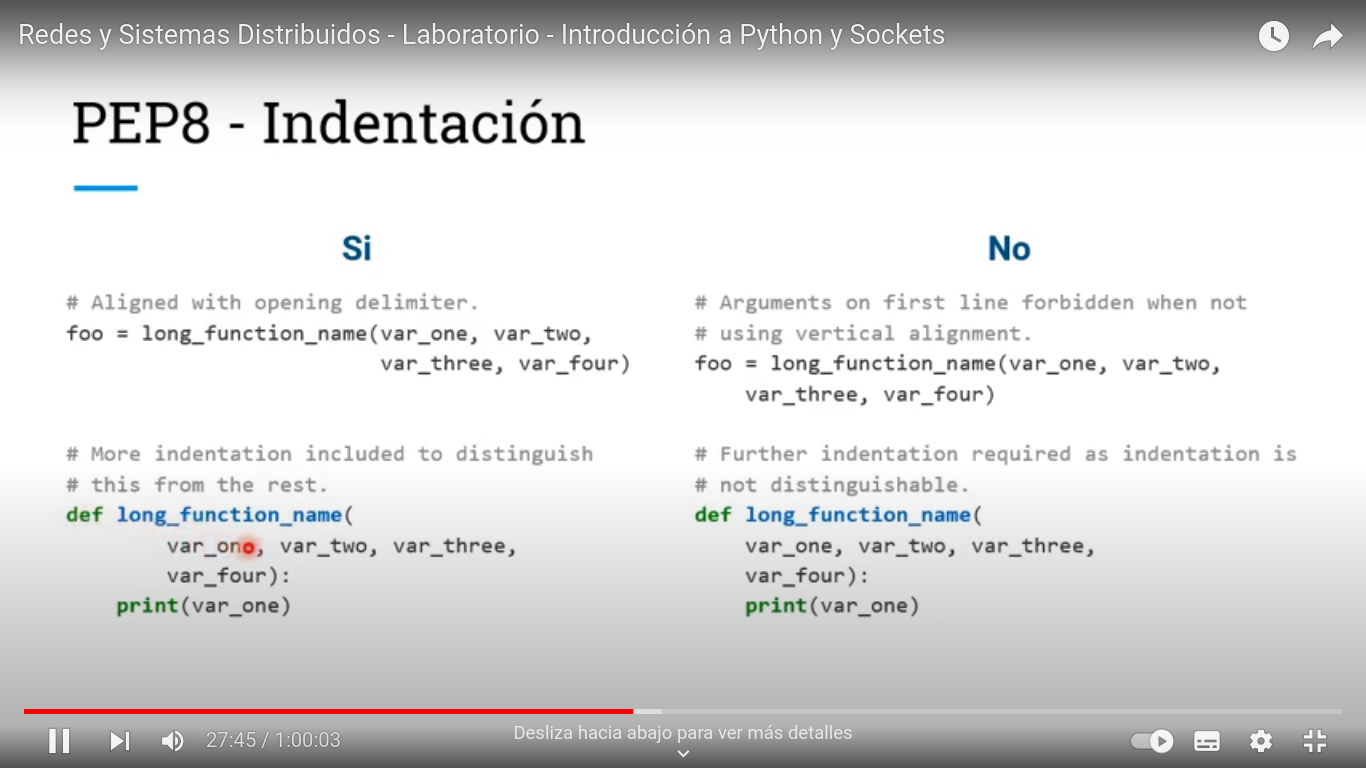 Redes y Sistemas Distribuidos - Laboratorio - Introducción a Python y Sockets
PEP8 - Indentación
Si
# Aligned with opening delimiter.
foo = long_function_name(var_one, var_two,
                         var_three, var_four)
# More indentation included to distinguish
# this from the rest.
def long_function_name(
        var_one, var_two, var_three,
        var_four):
    print(var_one)
No
# Arguments on first line forbidden when not
# using vertical alignment.
foo = long_function_name(var_one, var_two,
    var_three, var_four)
# Further indentation required as indentation is
# not distinguishable.
def long_function_name(
    var_one, var_two, var_three,
    var_four):
    print(var_one)
27:45 / 1:00:03
Desliza hacia abajo para ver más detalles